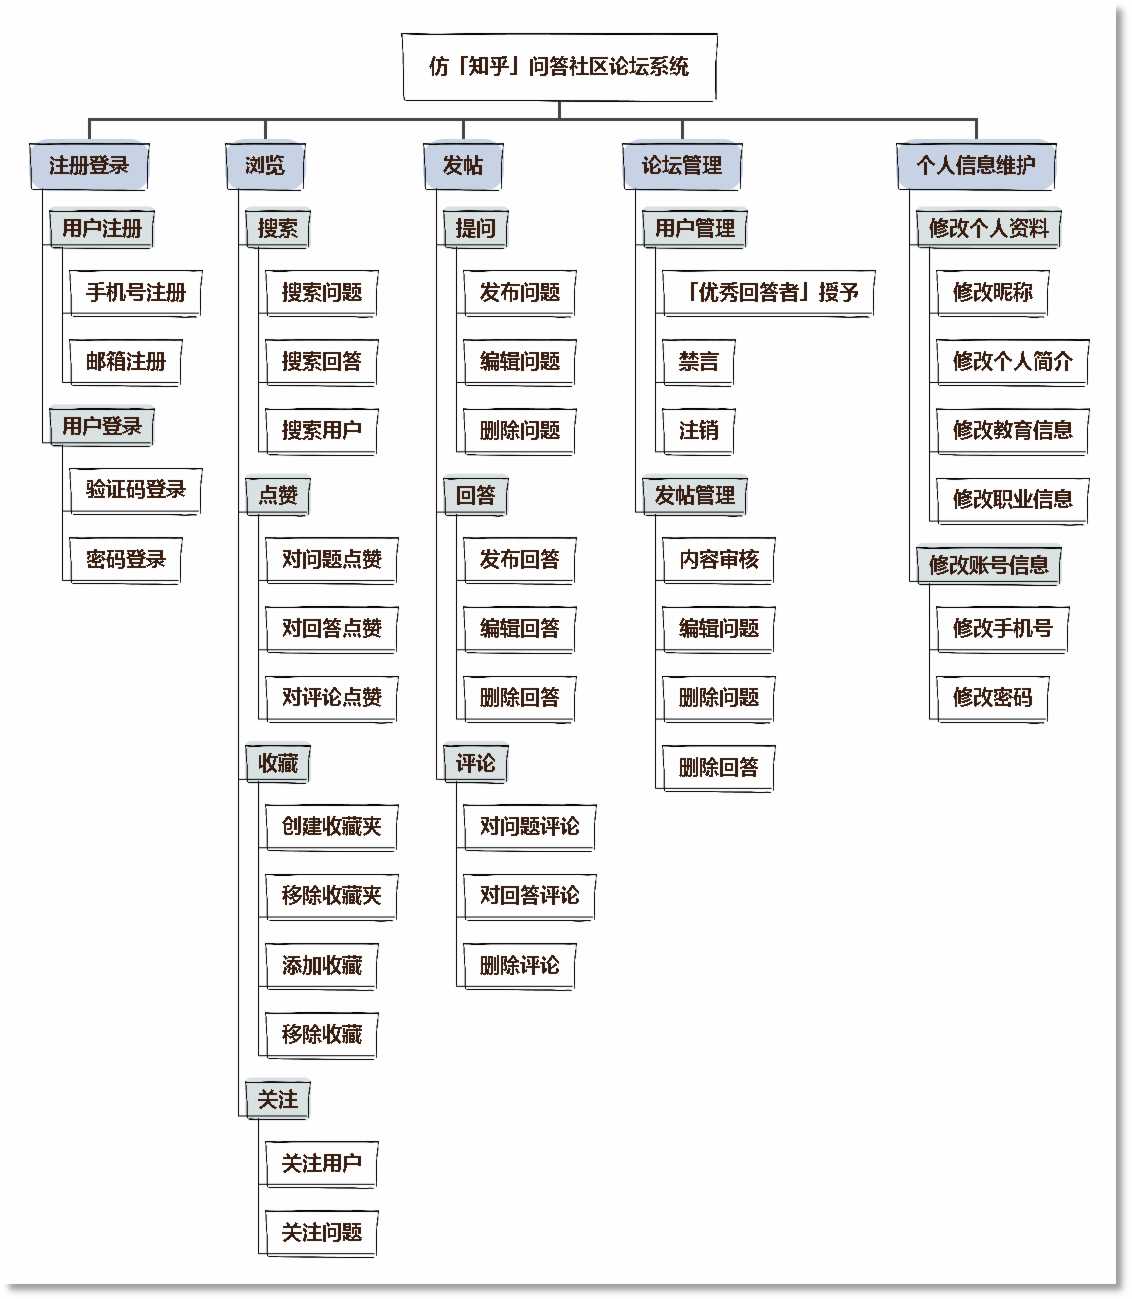 仿「知乎」问答社区论坛系统
注册登录
用户注册
手机号注册
邮箱注册
用户登录
验证码登录
密码登录
浏览
搜索
搜索问题
搜索回答
搜索用户
点赞
对问题点赞
对回答点赞
对评论点赞
收藏
创建收藏夹
移除收藏夹
添加收藏
移除收藏
关注
关注用户
关注问题
发帖
提问
发布问题
编辑问题
删除问题
回答
发布回答
编辑回答
删除回答
评论
对问题评论
对回答评论
删除评论
论坛管理
用户管理
「优秀回答者」授予
禁言
注销
发帖管理
内容审核
编辑问题
删除问题
删除回答
个人信息维护
修改个人资料
修改昵称
修改个人简介
修改教育信息
修改职业信息
修改账号信息
修改手机号
修改密码